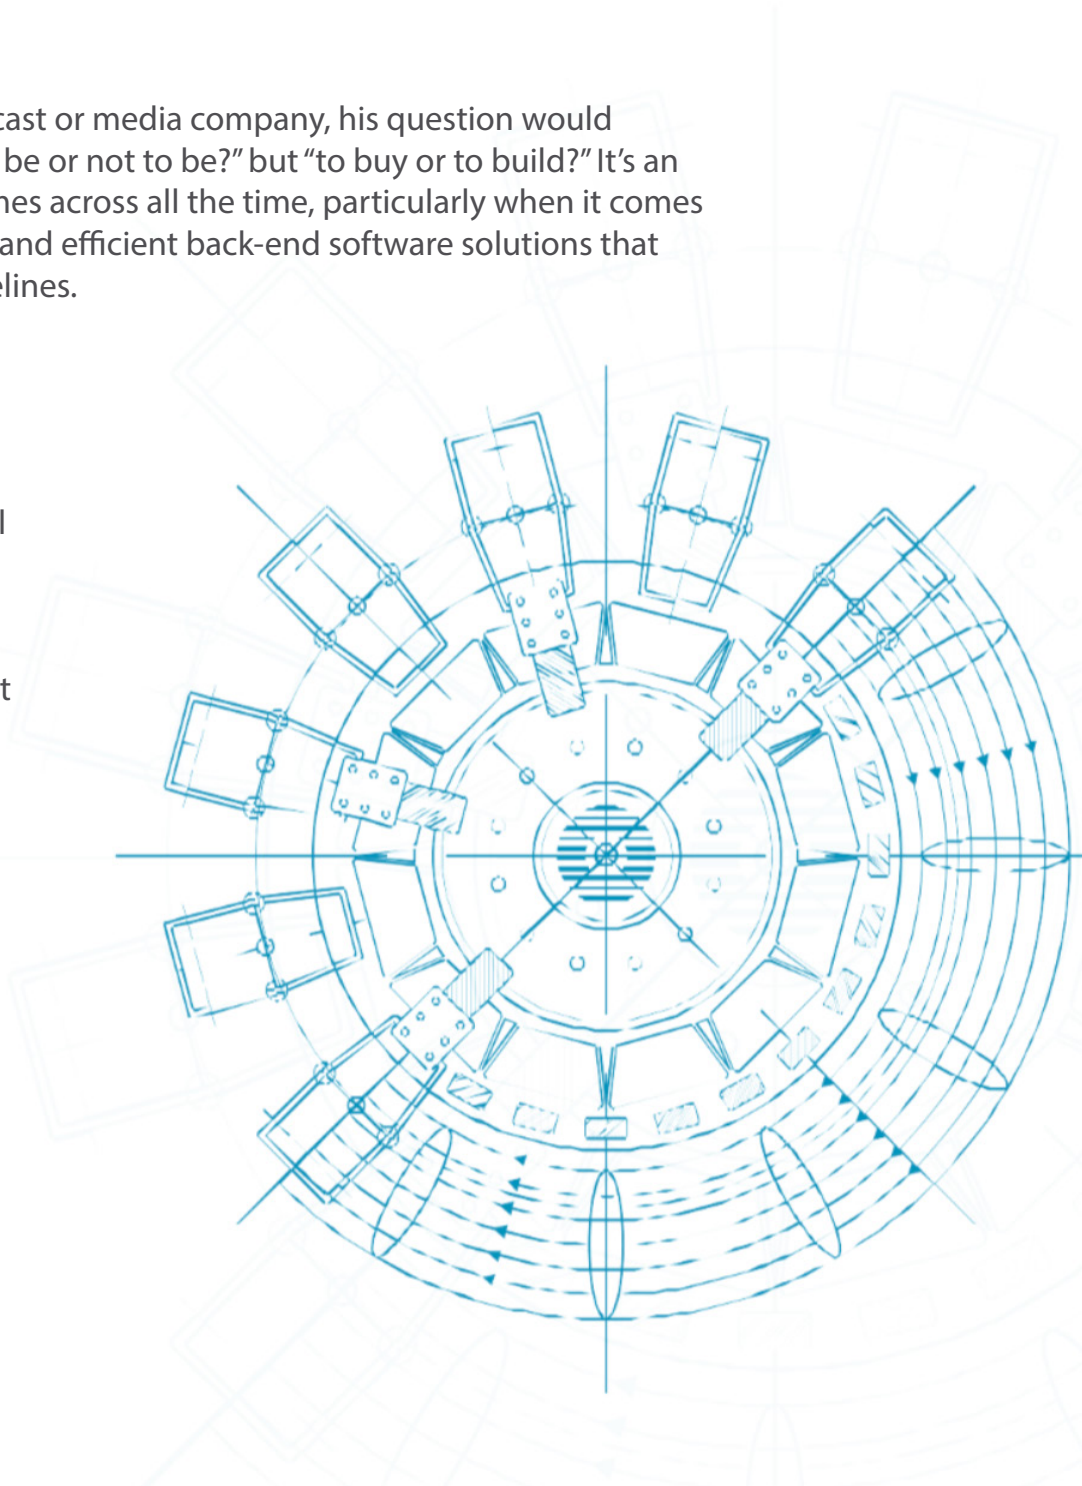 cast or media company, his question would
be or not to be?” but “to buy or to build?” It’s an
nes across all the time, particularly when it comes
and efficient back-end software solutions that
elines.
l
t